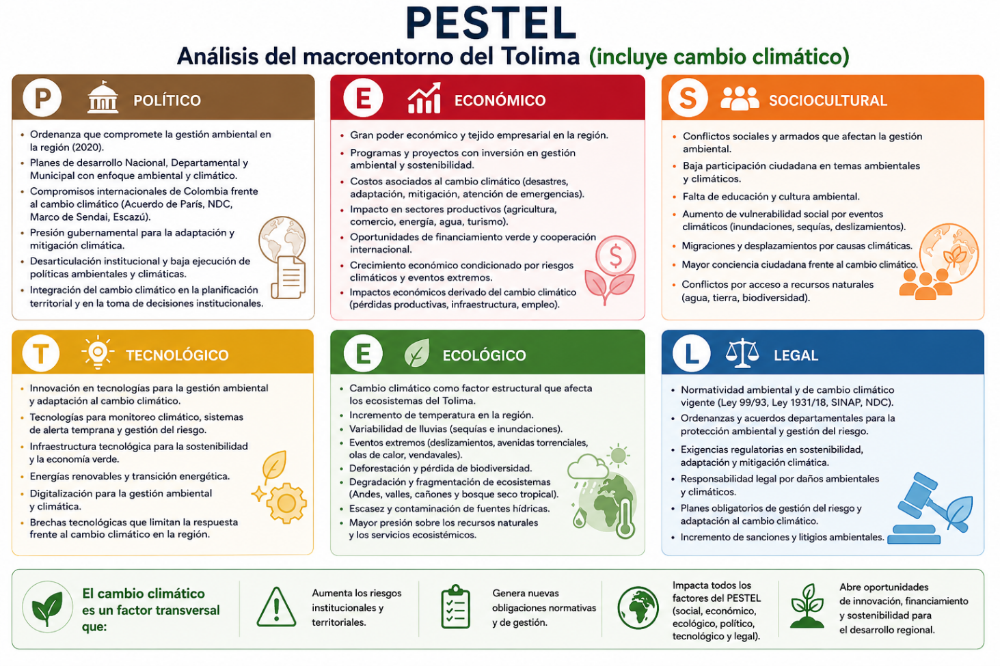 PESTEL
Análisis del macroentorno del Tolima (incluye cambio climático)
P
POLÍTICO
• Ordenanza que compromete la gestión ambiental en
la región (2020).
• Planes de desarrollo Nacional, Departamental y
Municipal con enfoque ambiental y climático.
• Compromisos internacionales de Colombia frente
al cambio climático (Acuerdo de París, NDC,
Marco de Sendai, Escazú).
• Presión gubernamental para la adaptación y
mitigación climática.
• Desarticulación institucional y baja ejecución de
políticas ambientales y climáticas.
• Integración del cambio climático en la planificación
territorial y en la toma de decisiones institucionales.
E
ECONÓMICO
• Gran poder económico y tejido empresarial en la región.
• Programas y proyectos con inversión en gestión
ambiental y sostenibilidad.
• Costos asociados al cambio climático (desastres,
adaptación, mitigación, atención de emergencias).
• Impacto en sectores productivos (agricultura,
comercio, energía, agua, turismo).
• Oportunidades de financiamiento verde y cooperación
internacional.
• Crecimiento económico condicionado por riesgos
climáticos y eventos extremos.
• Impactos económicos derivado del cambio climático
(pérdidas productivas, infraestructura, empleo).
$
S
SOCIOCULTURAL
• Conflictos sociales y armados que afectan la gestión
ambiental.
• Baja participación ciudadana en temas ambientales
y climáticos.
• Falta de educación y cultura ambiental.
• Aumento de vulnerabilidad social por eventos
climáticos (inundaciones, sequías, deslizamientos).
• Migraciones y desplazamientos por causas climáticas.
• Mayor conciencia ciudadana frente al cambio climático.
• Conflictos por acceso a recursos naturales
(agua, tierra, biodiversidad).
T
TECNOLÓGICO
• Innovación en tecnologías para la gestión ambiental
y adaptación al cambio climático.
• Tecnologías para monitoreo climático, sistemas
de alerta temprana y gestión del riesgo.
• Infraestructura tecnológica para la sostenibilidad
y la economía verde.
• Energías renovables y transición energética.
• Digitalización para la gestión ambiental
y climática.
• Brechas tecnológicas que limitan la respuesta
frente al cambio climático en la región.
E
ECOLÓGICO
• Cambio climático como factor estructural que afecta
los ecosistemas del Tolima.
• Incremento de temperatura en la región.
• Variabilidad de lluvias (sequías e inundaciones).
• Eventos extremos (deslizamientos, avenidas torrenciales,
olas de calor, vendavales).
• Deforestación y pérdida de biodiversidad.
• Degradación y fragmentación de ecosistemas
(Andes, valles, cañones y bosque seco tropical).
• Escasez y contaminación de fuentes hídricas.
• Mayor presión sobre los recursos naturales
y los servicios ecosistémicos.
L
LEGAL
• Normatividad ambiental y de cambio climático
vigente (Ley 99/93, Ley 1931/18, SINAP, NDC).
• Ordenanzas y acuerdos departamentales para la
protección ambiental y gestión del riesgo.
• Exigencias regulatorias en sostenibilidad,
adaptación y mitigación climática.
• Responsabilidad legal por daños ambientales
y climáticos.
• Planes obligatorios de gestión del riesgo y
adaptación al cambio climático.
• Incremento de sanciones y litigios ambientales.
El cambio climático
es un factor transversal
que:
Aumenta los riesgos
institucionales y
territoriales.
Genera nuevas
obligaciones normativas
y de gestión.
Impacta todos los
factores del PESTEL
(social, económico,
ecológico, político,
tecnológico y legal).
Abre oportunidades
de innovación, financiamiento
y sostenibilidad para
el desarrollo regional.